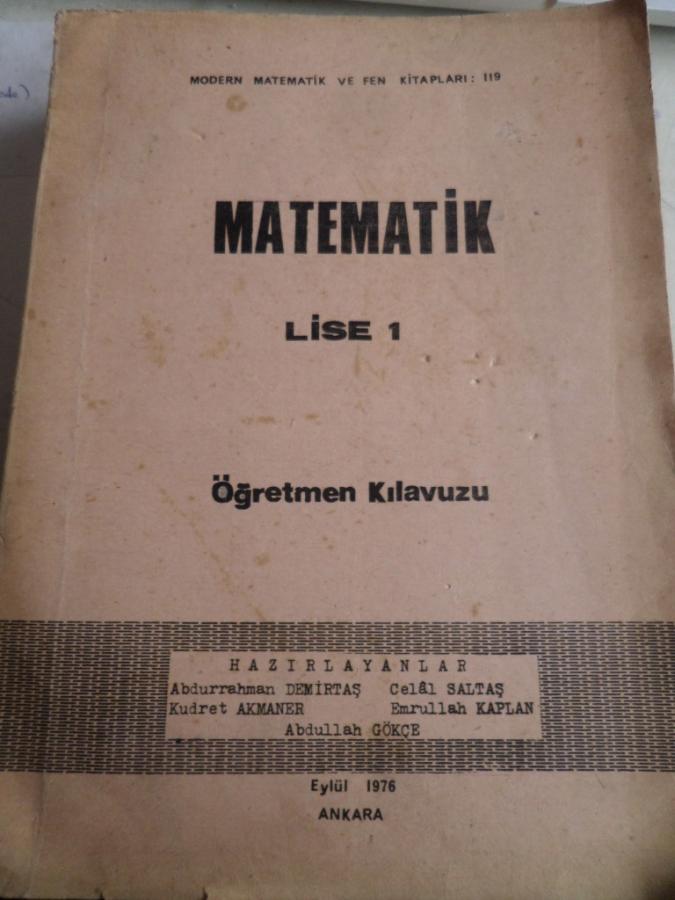 MODERN MATEMATİK VE FEN KİTAPLARI: 119
MATEMATİK
LİSE 1
Öğretmen Kılavuzu
HAZIRLAYANLAR
Abdurrahman DEMİRTAŞ Celâl SALTAŞ
Kudret AKMANER Emrullah KAPLAN
Abdullah GÖKÇE
Eylül 1976
ANKARA